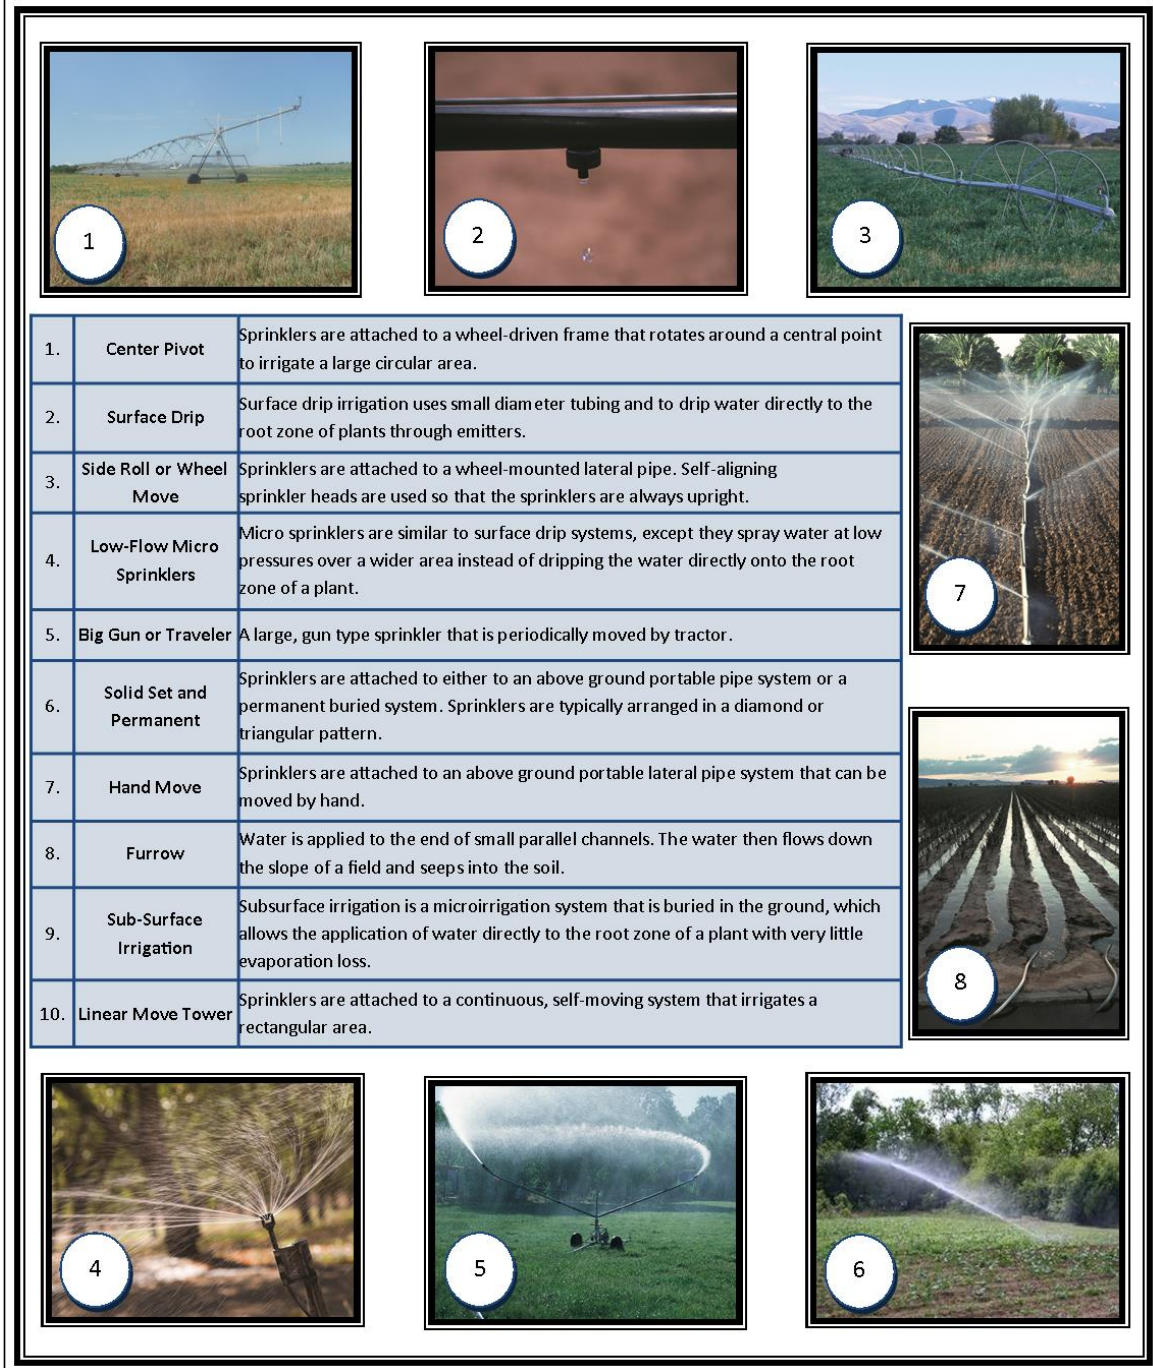 1
2
3
1.
Center Pivot
Sprinklers are attached to a wheel-driven frame that rotates around a central point
to irrigate a large circular area.
2.
Surface Drip
Surface drip irrigation uses small diameter tubing and to drip water directly to the
root zone of plants through emitters.
3.
Side Roll or Wheel
Move
Sprinklers are attached to a wheel-mounted lateral pipe. Self-aligning
sprinkler heads are used so that the sprinklers are always upright.
4.
Low-Flow Micro
Sprinklers
Micro sprinklers are similar to surface drip systems, except they spray water at low
pressures over a wider area instead of dripping the water directly onto the root
zone of a plant.
5.
Big Gun or Traveler
A large, gun type sprinkler that is periodically moved by tractor.
6.
Solid Set and
Permanent
Sprinklers are attached to either to an above ground portable pipe system or a
permanent buried system. Sprinklers are typically arranged in a diamond or
triangular pattern.
7.
Hand Move
Sprinklers are attached to an above ground portable lateral pipe system that can be
moved by hand.
8.
Furrow
Water is applied to the end of small parallel channels. The water then flows down
the slope of a field and seeps into the soil.
9.
Sub-Surface
Irrigation
Subsurface irrigation is a microirrigation system that is buried in the ground, which
allows the application of water directly to the root zone of a plant with very little
evaporation loss.
10.
Linear Move Tower
Sprinklers are attached to a continuous, self-moving system that irrigates a
rectangular area.
7
8
4
5
6